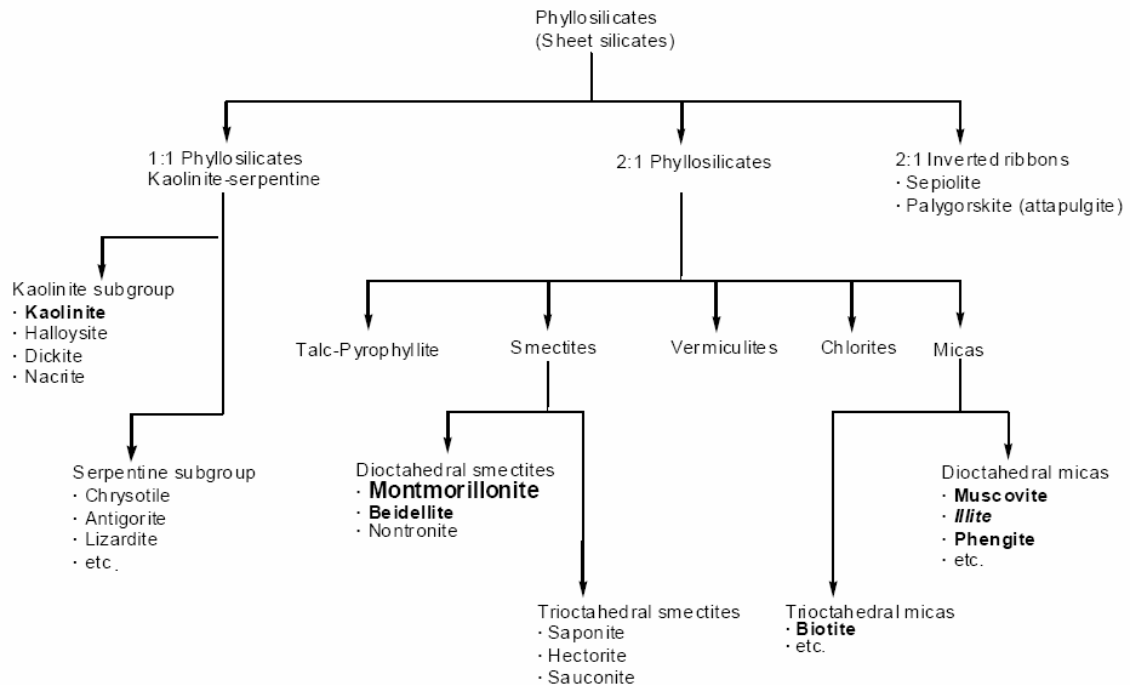 Phyllosilicates
(Sheet silicates)
1:1 Phyllosilicates
Kaolinite-serpentine
2:1 Phyllosilicates
2:1 Inverted ribbons
· Sepiolite
· Palygorskite (attapulgite)
Kaolinite subgroup
· Kaolinite
· Halloysite
· Dickite
· Nacrite
Talc-Pyrophyllite
Smectites
Vermiculites
Chlorites
Micas
Serpentine subgroup
· Chrysotile
· Antigorite
· Lizardite
· etc.
Dioctahedral smectites
· Montmorillonite
· Beidellite
· Nontronite
Dioctahedral micas
· Muscovite
· Illite
· Phengite
· etc.
Trioctahedral smectites
· Saponite
· Hectorite
· Sauconite
Trioctahedral micas
· Biotite
· etc.